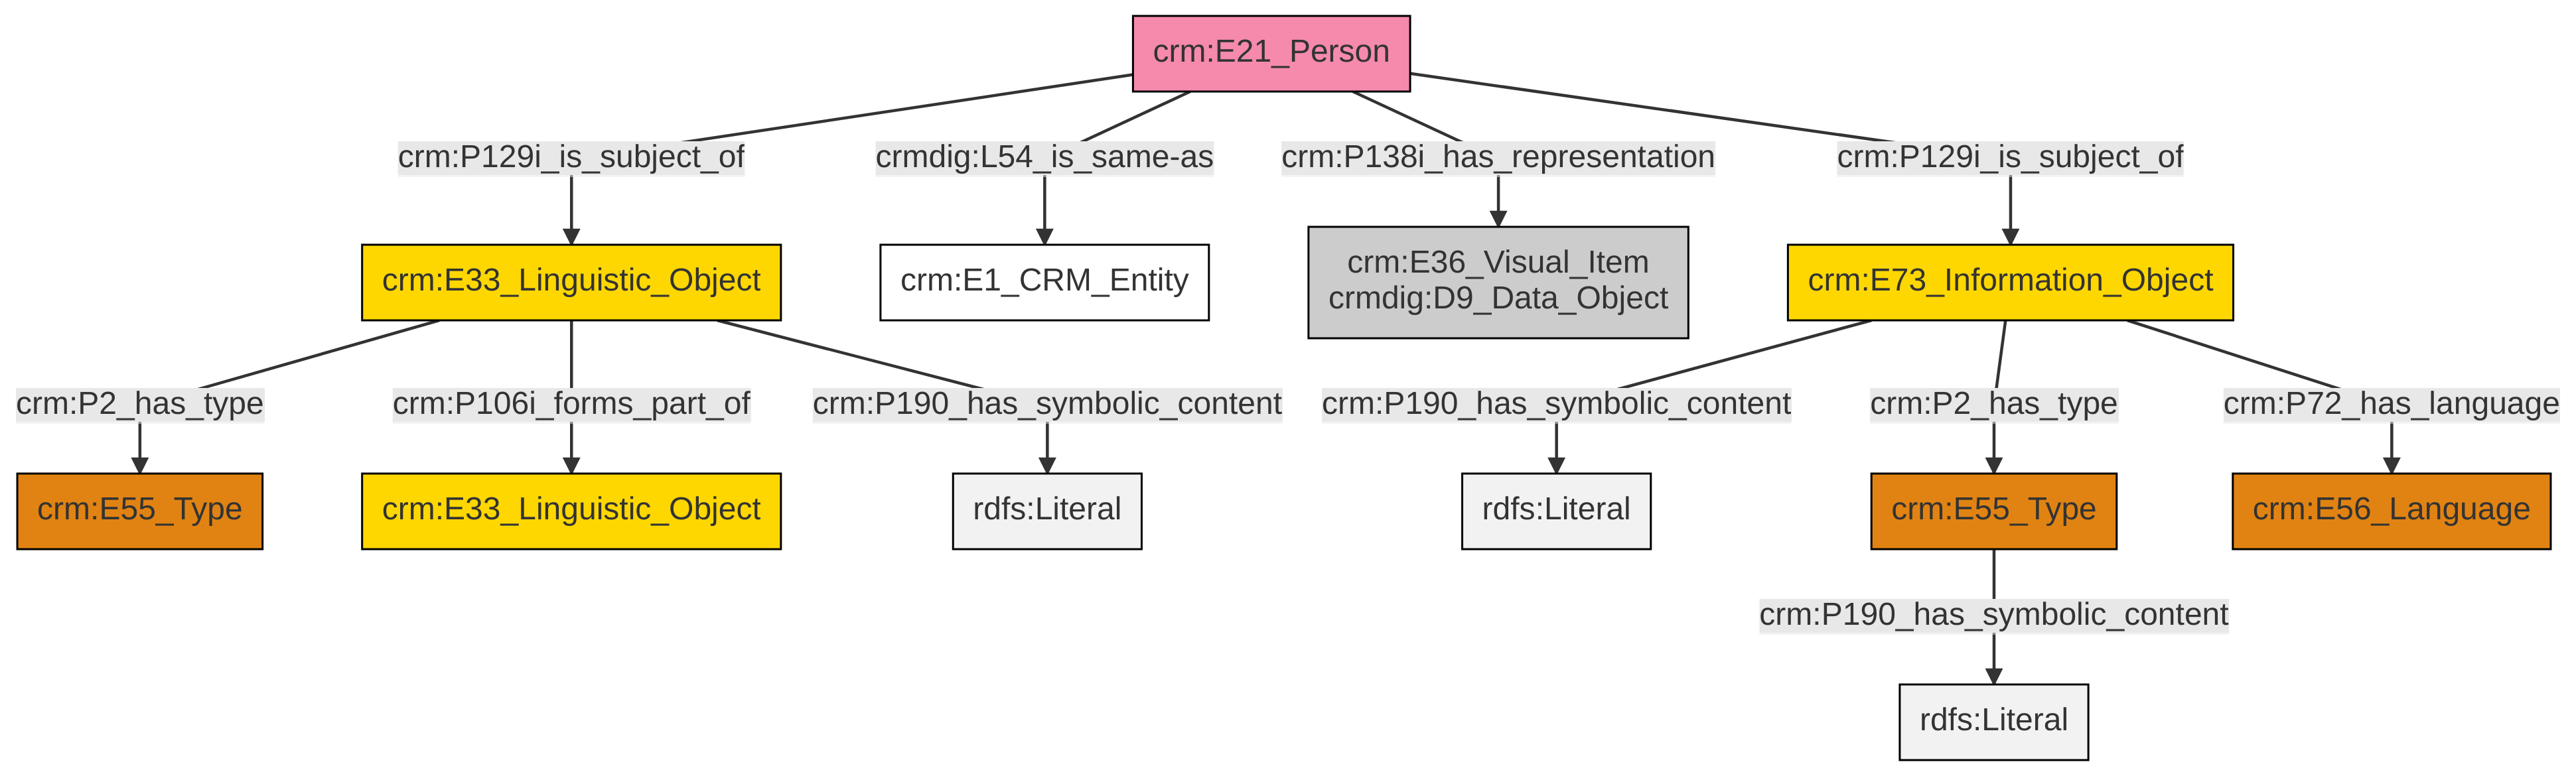 crm:E21_Person
crm:P129i_is_subject_of
crmdig:L54_is_same-as
crm:P138i_has_representation
crm:P129i_is_subject_of
crm:E33_Linguistic_Object
crm:E1_CRM_Entity
crm:E36_Visual_Item
crmdig:D9_Data_Object
crm:E73_Information_Object
crm:P2_has_type
crm:P106i_forms_part_of
crm:P190_has_symbolic_content
crm:P190_has_symbolic_content
crm:P2_has_type
crm:P72_has_language
crm:E55_Type
crm:E33_Linguistic_Object
rdfs:Literal
rdfs:Literal
crm:E55_Type
crm:E56_Language
crm:P190_has_symbolic_content
rdfs:Literal